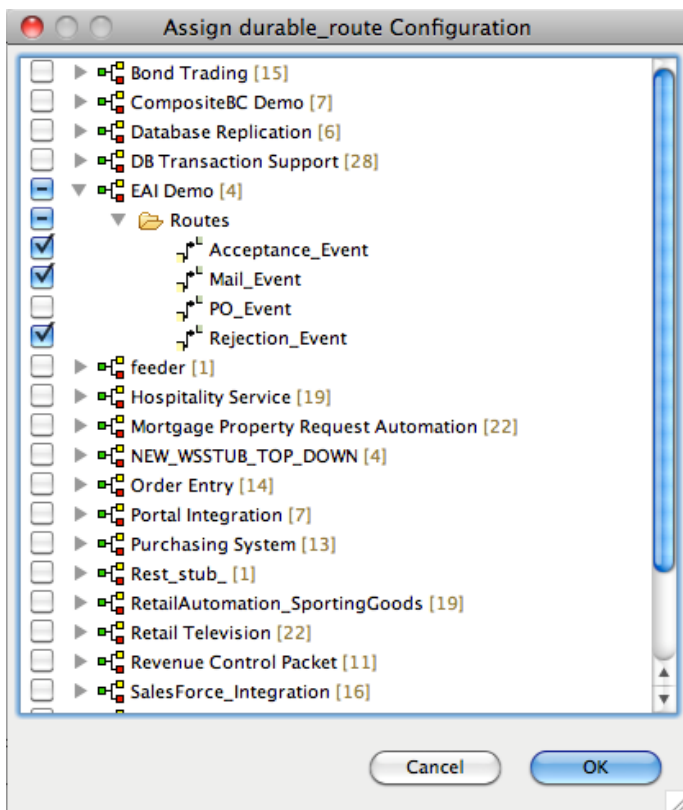 Assign durable_route Configuration
Bond Trading [15]
CompositeBC Demo [7]
Database Replication [6]
DB Transaction Support [28]
EAI Demo [4]
Routes
Acceptance_Event
Mail_Event
PO_Event
Rejection_Event
feeder [1]
Hospitality Service [19]
Mortgage Property Request Automation [22]
NEW_WSSTUB_TOP_DOWN [4]
Order Entry [14]
Portal Integration [7]
Purchasing System [13]
Rest_stub_ [1]
RetailAutomation_SportingGoods [19]
Retail Television [22]
Revenue Control Packet [11]
SalesForce_Integration [16]
Cancel OK